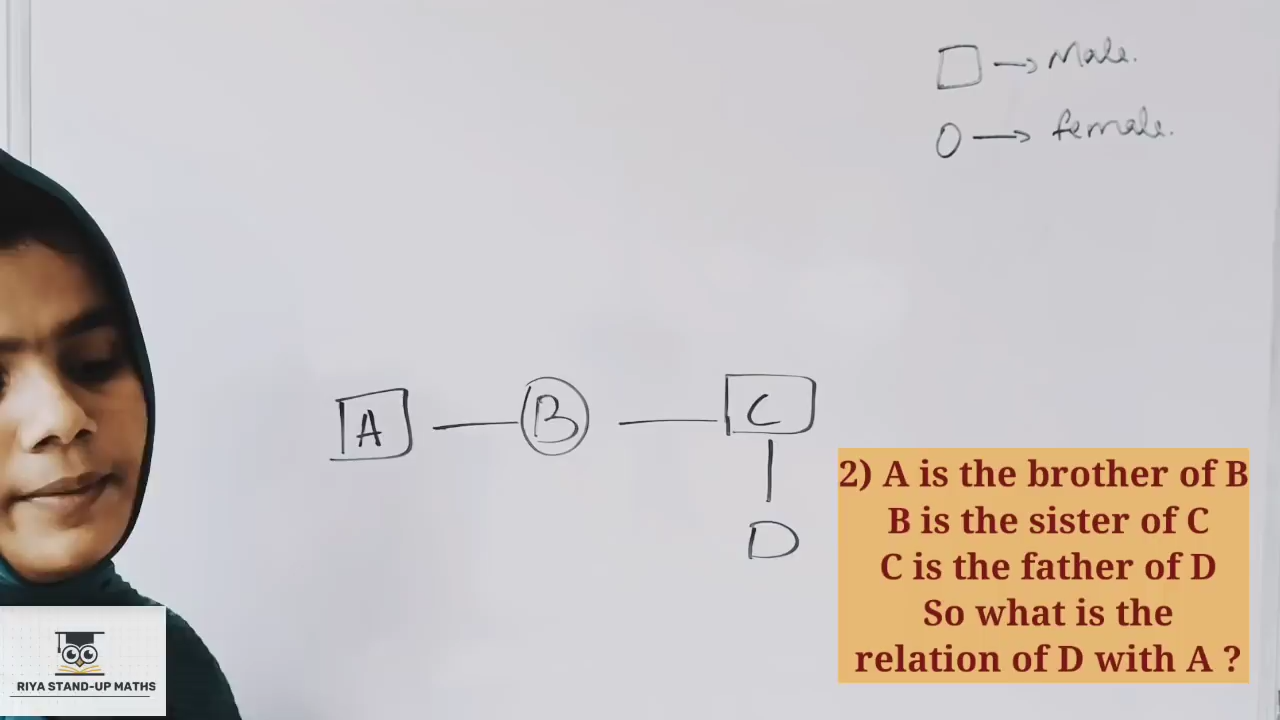 □ → Male.
O → female.
A — B — C
D
2) A is the brother of B
B is the sister of C
C is the father of D
So what is the
relation of D with A ?
RIYA STAND-UP MATHS